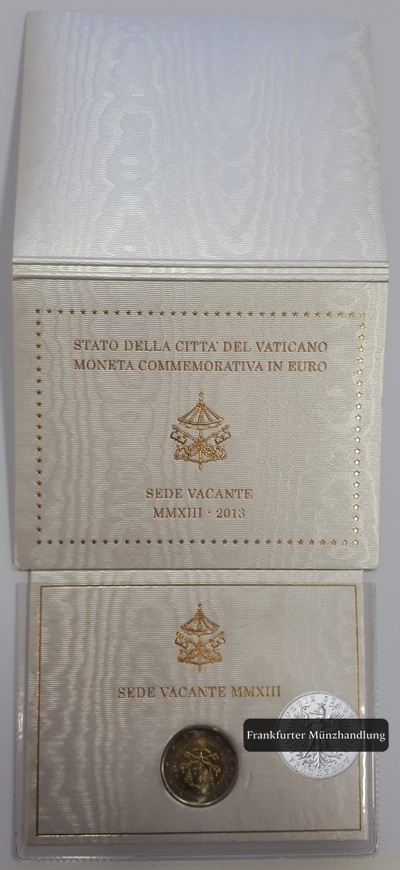 STATO DELLA CITTA' DEL VATICANO
MONETA COMMEMORATIVA IN EURO
SEDE VACANTE
MMXIII · 2013
SEDE VACANTE MMXIII
Frankfurter Münzhandlung